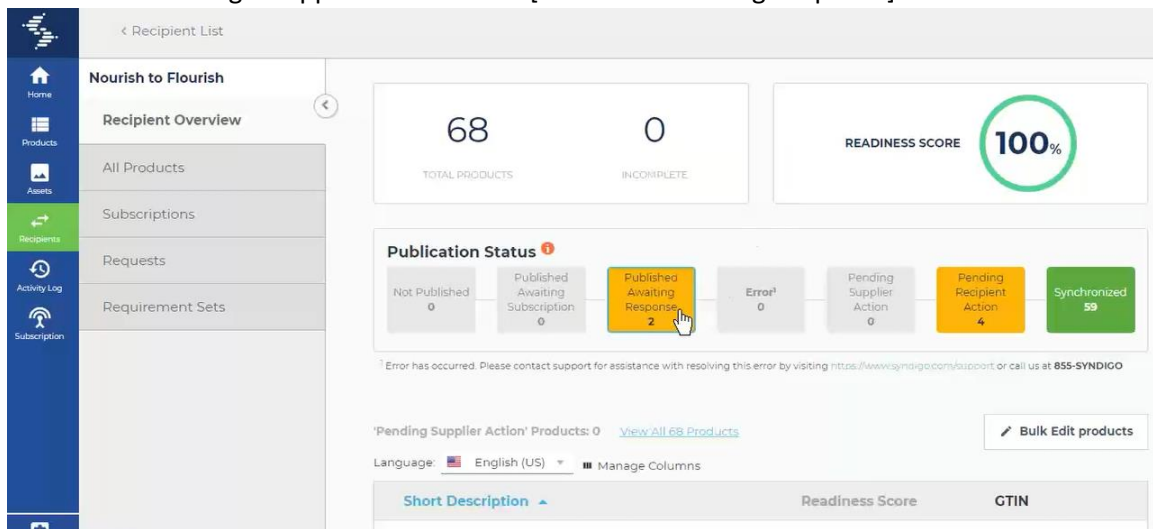 < Recipient List
Home
Products
Assets
Recipients
Activity Log
Subscription
Nourish to Flourish
Recipient Overview
All Products
Subscriptions
Requests
Requirement Sets
68
TOTAL PRODUCTS
0
INCOMPLETE
READINESS SCORE
100%
Publication Status
Not Published
0
Published
Awaiting
Subscription
0
Published
Awaiting
Response
2
Error¹
0
Pending
Supplier
Action
0
Pending
Recipient
Action
4
Synchronized
59
¹ Error has occurred. Please contact support for assistance with resolving this error by visiting https://www.syndigo.com/support or call us at 855-SYNDIGO
'Pending Supplier Action' Products: 0 View All 68 Products
Bulk Edit products
Language: English (US) Manage Columns
Short Description Readiness Score GTIN